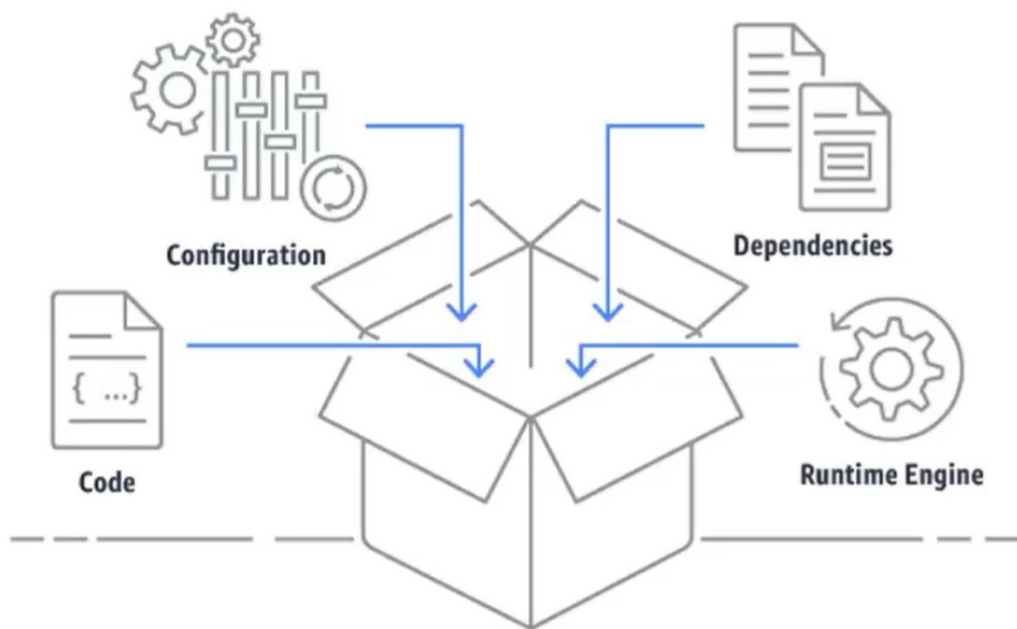 Configuration
Dependencies
{ ...}
Code
Runtime Engine